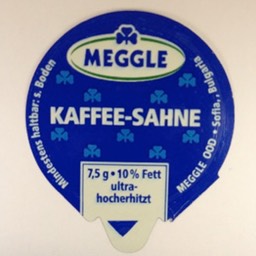 MEGGLE
KAFFEE-SAHNE
7,5 g • 10% Fett
ultra-
hocherhitzt
Mindestens haltbar: s. Boden
MEGGLE OOD • Sofia,, Bulgaria